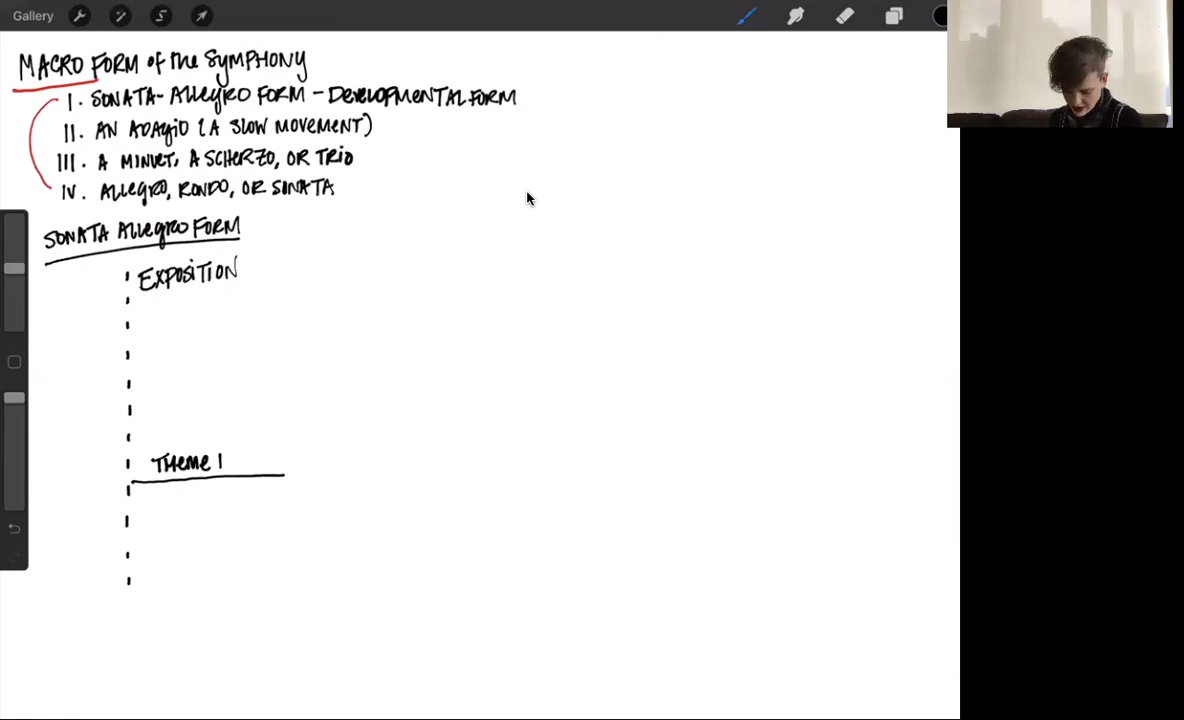 Gallery
MACRO FORM of the SYMPHONY
I. SONATA-ALLEGRO FORM - DEVELOPMENTAL FORM
II. AN ADAGIO (A SLOW MOVEMENT)
III. A MINUET, A SCHERZO, OR TRIO
IV. ALLEGRO, RONDO, OR SONATA
SONATA ALLEGRO FORM
EXPOSITION
THEME 1